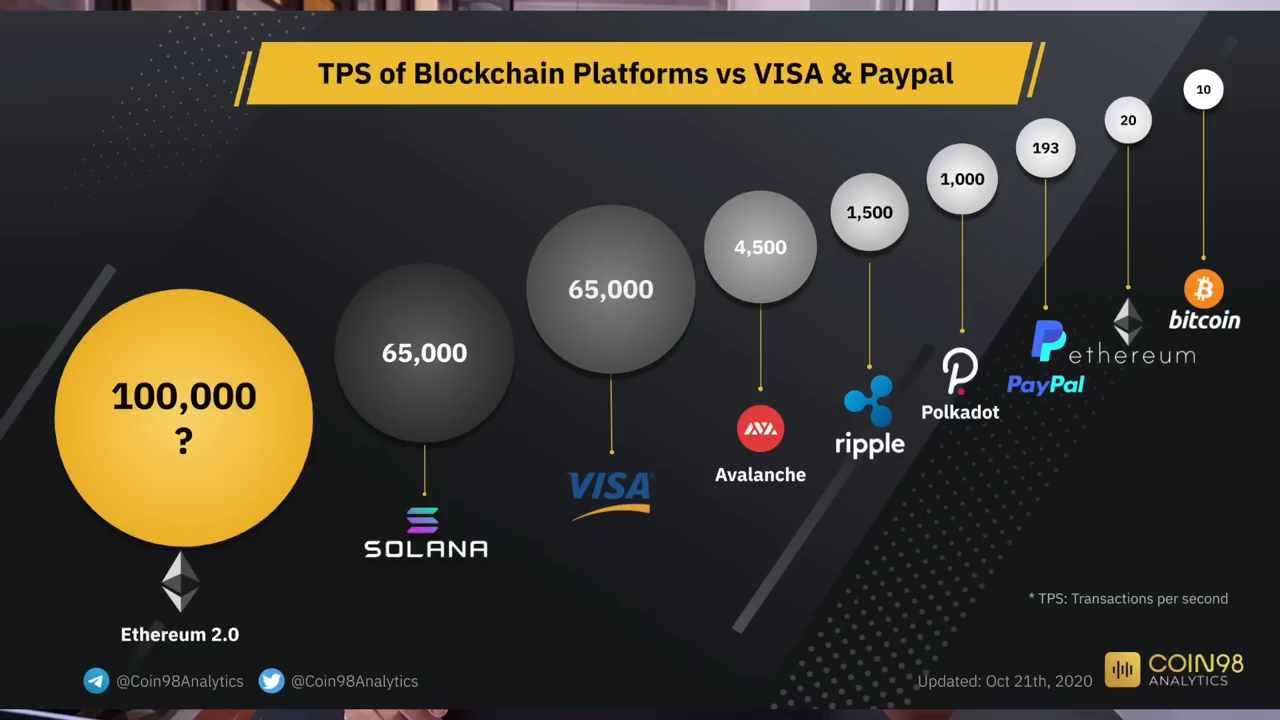 TPS of Blockchain Platforms vs VISA & Paypal
100,000
?
Ethereum 2.0
65,000
SOLANA
65,000
VISA
4,500
Avalanche
1,500
ripple
1,000
Polkadot
193
PayPal
20
ethereum
10
bitcoin
* TPS: Transactions per second
@Coin98Analytics
@Coin98Analytics
Updated: Oct 21th, 2020
COIN98
ANALYTICS